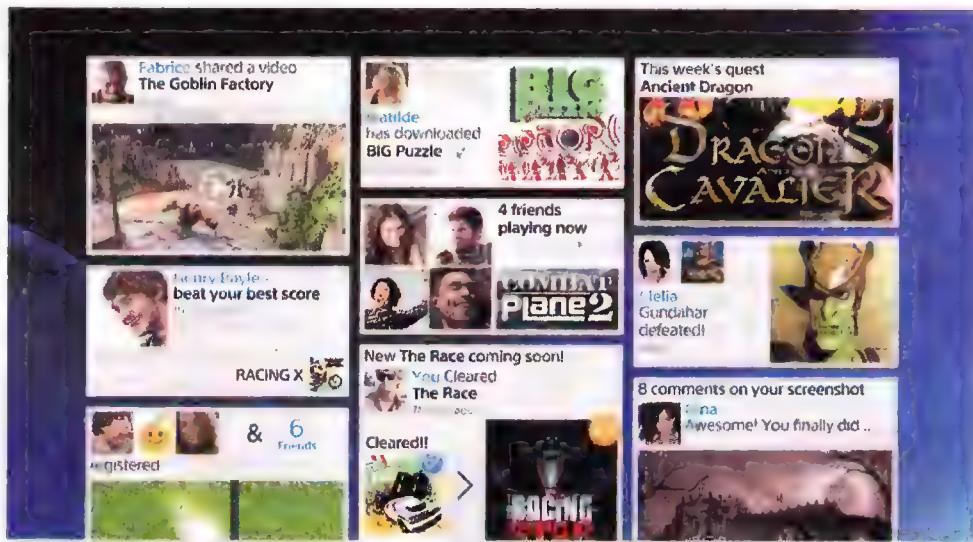 Fabrice shared a video
The Goblin Factory
beat your best score
RACING X
& 6
Friends
has downloaded
BIG Puzzle
BIG
4 friends
playing now
COMBAT
Plane2
New The Race coming soon!
You Cleared
The Race
Cleared!!
RACING
This week's quest
Ancient Dragon
DRAGONS
AND
CAVALIER
Gundahar
defeated!
8 comments on your screenshot
Awesome! You finally did ..